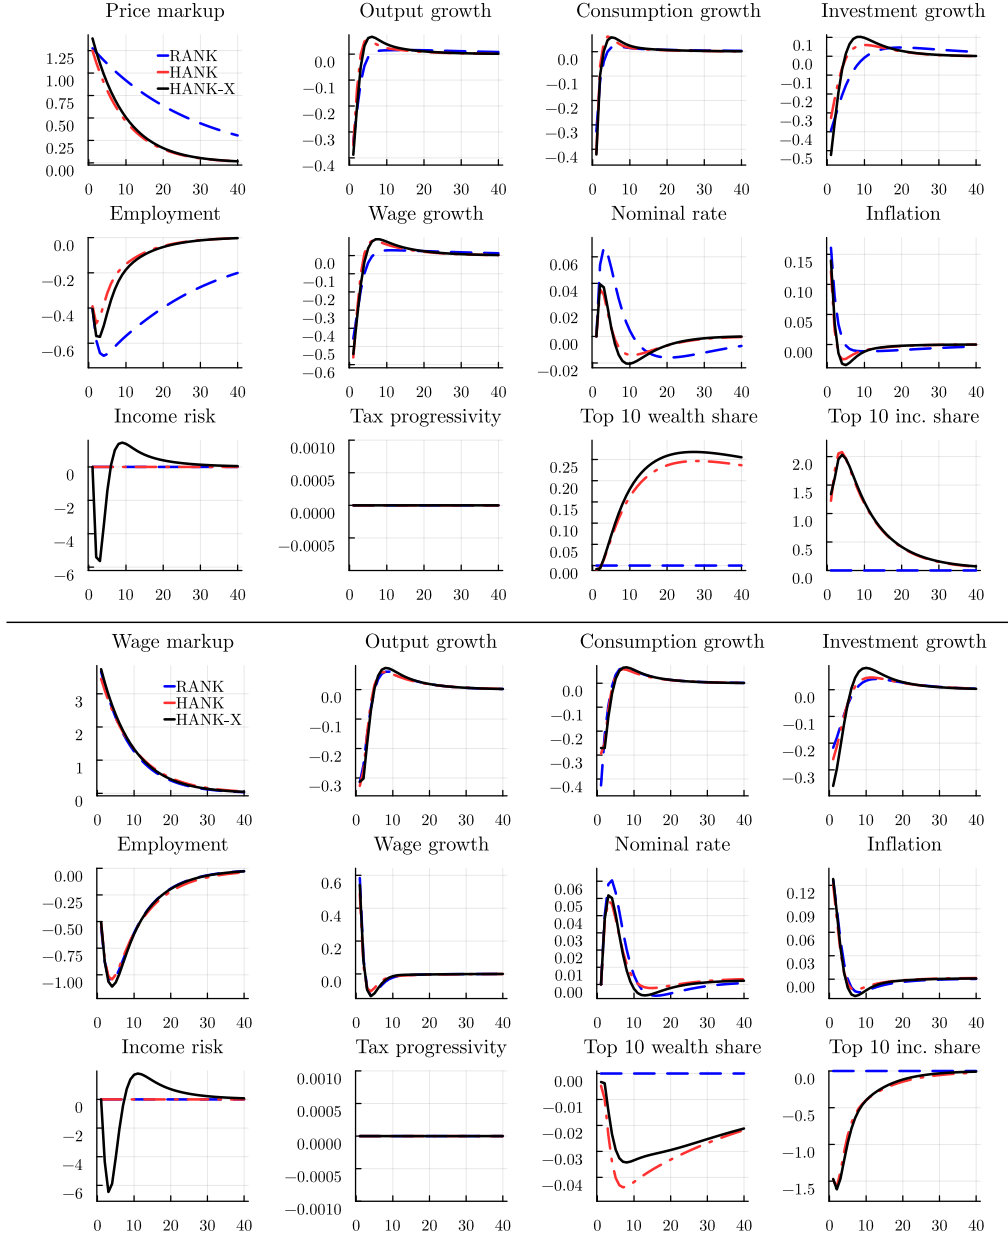 Price markup Output growth Consumption growth Investment growth
1.25 1.00 0.75 0.50 0.25 0.00
RANK
HANK
HANK-X
0.0 −0.1 −0.2 −0.3 −0.4
0.0 −0.1 −0.2 −0.3 −0.4
0.1 0.0 −0.1 −0.2 −0.3 −0.4 −0.5
0 10 20 30 40 0 10 20 30 40 0 10 20 30 40 0 10 20 30 40
Employment Wage growth Nominal rate Inflation
0.0 −0.2 −0.4 −0.6
0.0 −0.1 −0.2 −0.3 −0.4 −0.5 −0.6
0.06 0.04 0.02 0.00 −0.02
0.15 0.10 0.05 0.00
0 10 20 30 40 0 10 20 30 40 0 10 20 30 40 0 10 20 30 40
Income risk Tax progressivity Top 10 wealth share Top 10 inc. share
0 −2 −4 −6
0.0010 0.0005 0.0000 −0.0005
0.25 0.20 0.15 0.10 0.05 0.00
2.0 1.5 1.0 0.5 0.0
0 10 20 30 40 0 10 20 30 40 0 10 20 30 40 0 10 20 30 40
Wage markup Output growth Consumption growth Investment growth
3 2 1 0
RANK
HANK
HANK-X
0.0 −0.1 −0.2 −0.3
0.0 −0.1 −0.2 −0.3 −0.4
0.0 −0.1 −0.2 −0.3
0 10 20 30 40 0 10 20 30 40 0 10 20 30 40 0 10 20 30 40
Employment Wage growth Nominal rate Inflation
0.00 −0.25 −0.50 −0.75 −1.00
0.6 0.4 0.2 0.0
0.06 0.05 0.04 0.03 0.02 0.01 0.00
0.12 0.09 0.06 0.03 0.00
0 10 20 30 40 0 10 20 30 40 0 10 20 30 40 0 10 20 30 40
Income risk Tax progressivity Top 10 wealth share Top 10 inc. share
0 −2 −4 −6
0.0010 0.0005 0.0000 −0.0005 −0.0010
0.00 −0.01 −0.02 −0.03 −0.04
0.0 −0.5 −1.0 −1.5
0 10 20 30 40 0 10 20 30 40 0 10 20 30 40 0 10 20 30 40